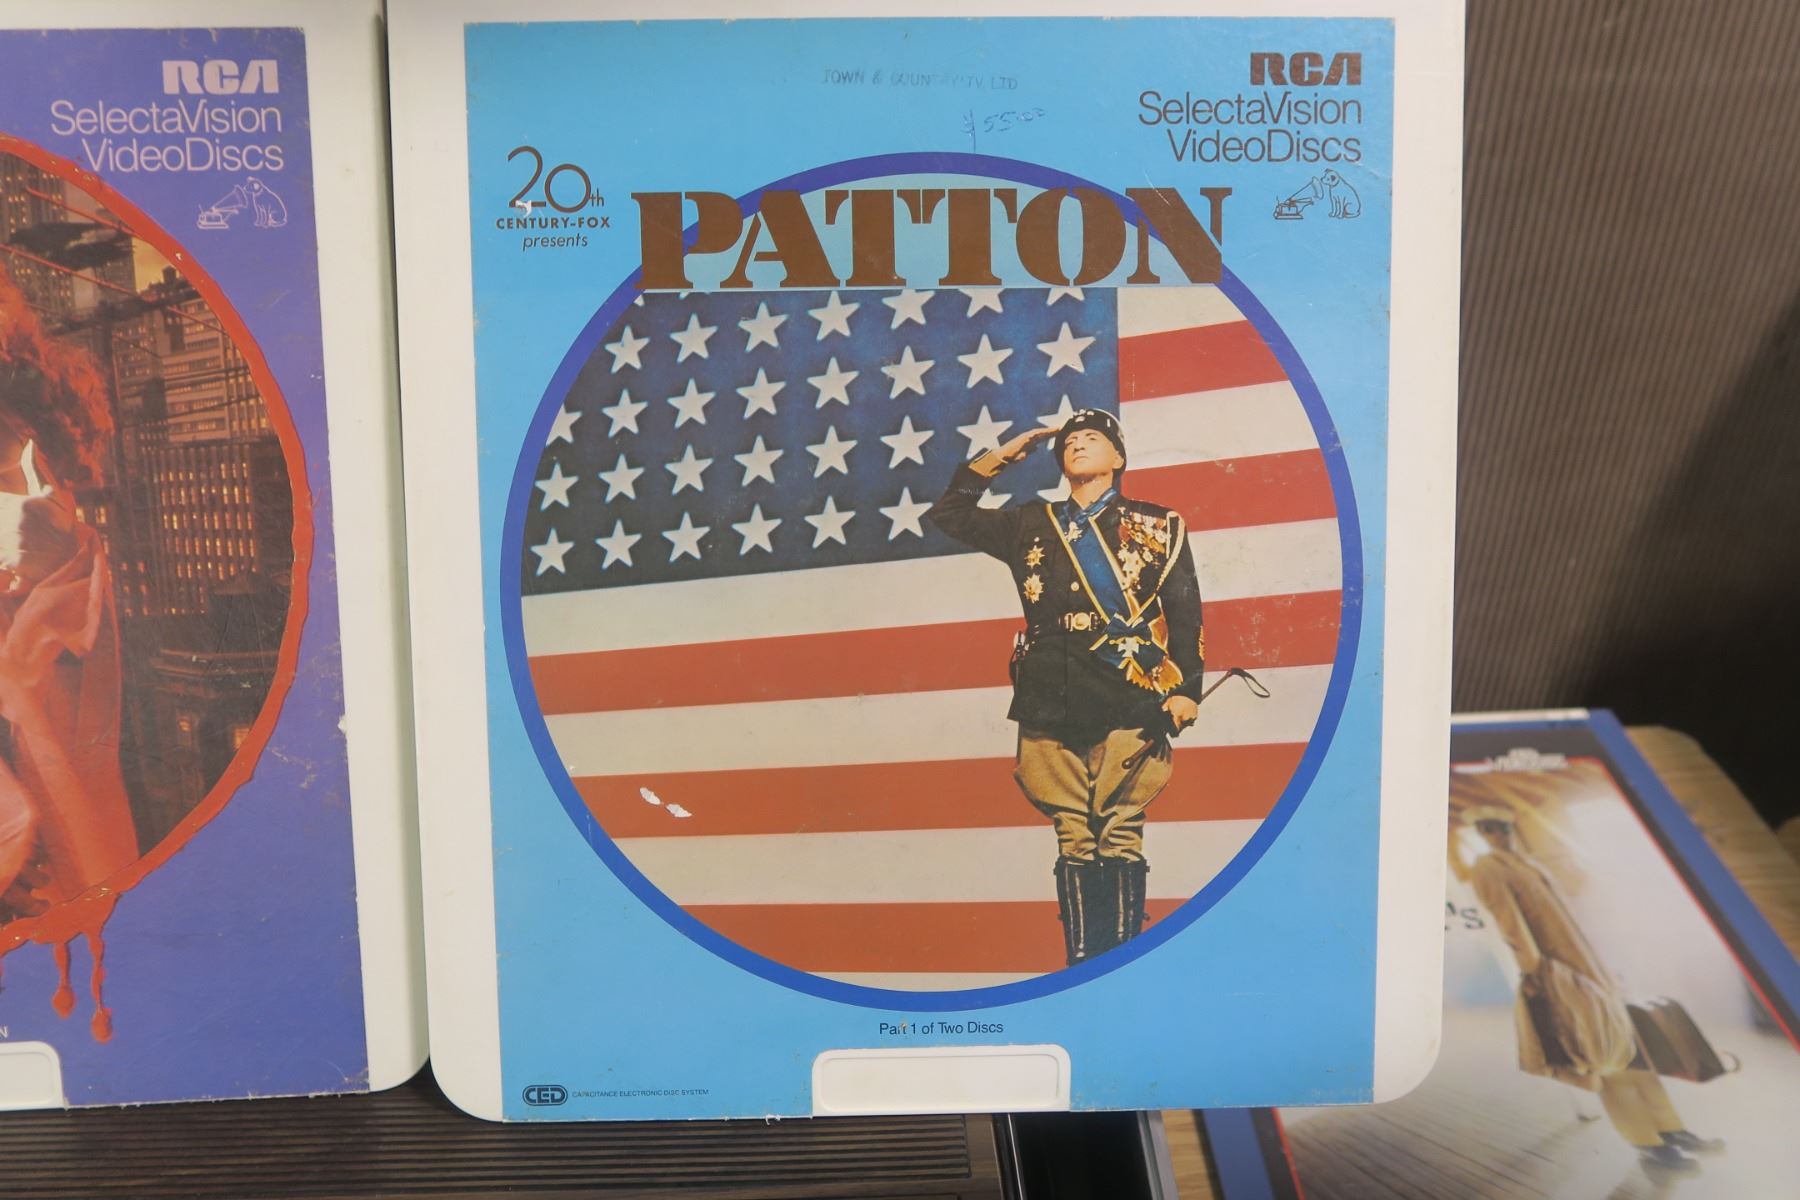 RCA
SelectaVision
VideoDiscs
N
TOWN & COUNTRY TV LTD
$55.00
RCA
SelectaVision
VideoDiscs
20th
CENTURY-FOX
presents
PATTON
Part 1 of Two Discs
CED CAPACITANCE ELECTRONIC DISC SYSTEM
'S